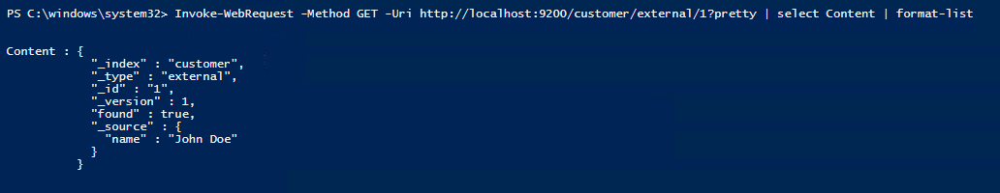 PS C:\windows\system32> Invoke-WebRequest -Method GET -Uri http://localhost:9200/customer/external/1?pretty | select Content | format-list
Content : {
"_index" : "customer",
"_type" : "external",
"_id" : "1",
"_version" : 1,
"found" : true,
"_source" : {
"name" : "John Doe"
}
}